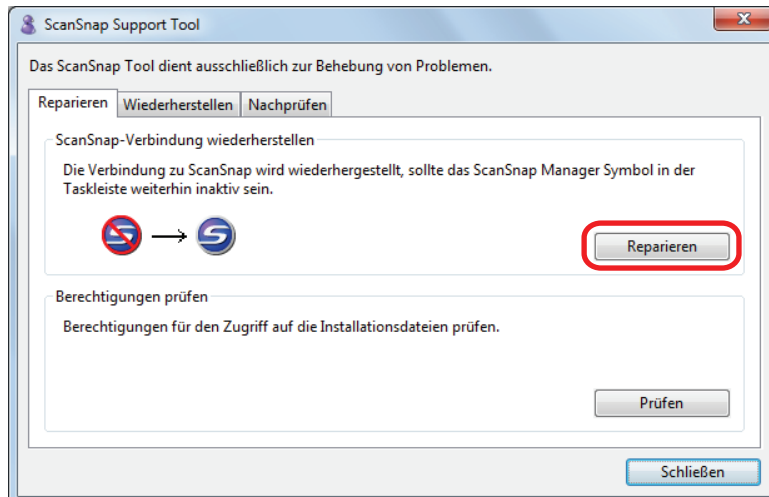 ScanSnap Support Tool
Das ScanSnap Tool dient ausschließlich zur Behebung von Problemen.
Reparieren Wiederherstellen Nachprüfen
ScanSnap-Verbindung wiederherstellen
Die Verbindung zu ScanSnap wird wiederhergestellt, sollte das ScanSnap Manager Symbol in der
Taskleiste weiterhin inaktiv sein.
Reparieren
Berechtigungen prüfen
Berechtigungen für den Zugriff auf die Installationsdateien prüfen.
Prüfen
Schließen